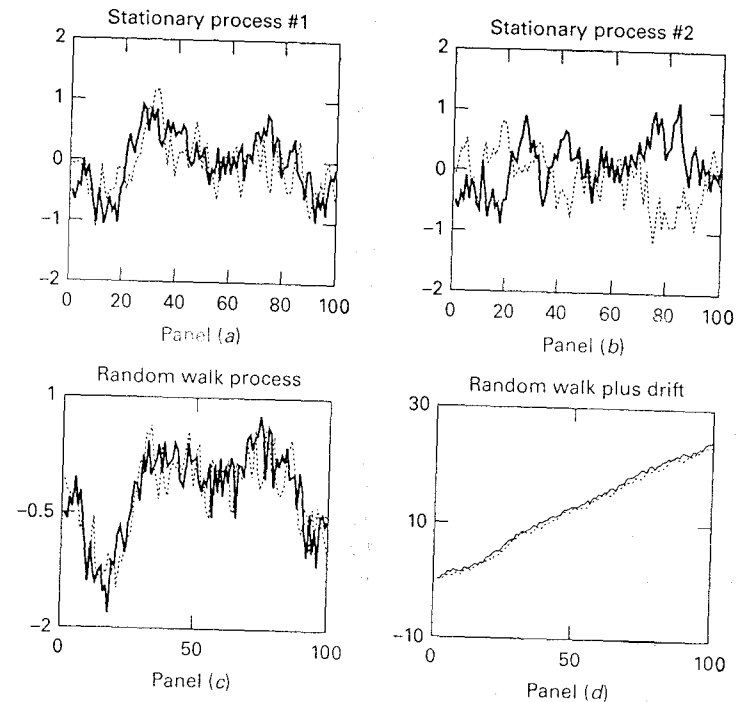 Stationary process #1
2
1
0
-1
-2
0 20 40 60 80 100
Panel (a)
Stationary process #2
2
1
0
-1
-2
0 20 40 60 80 100
Panel (b)
Random walk process
1
-0.5
-2
0 50 100
Panel (c)
Random walk plus drift
30
10
-10
0 50 100
Panel (d)